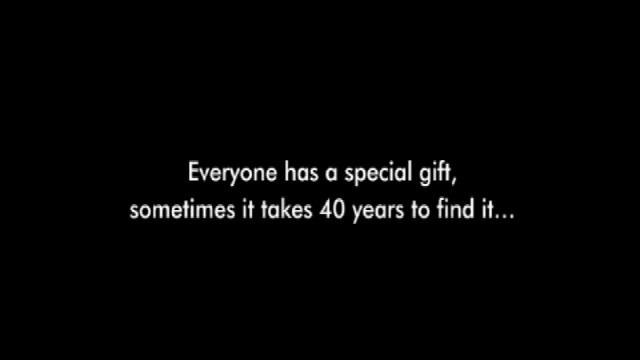 Everyone has a special gift,
sometimes it takes 40 years to find it...